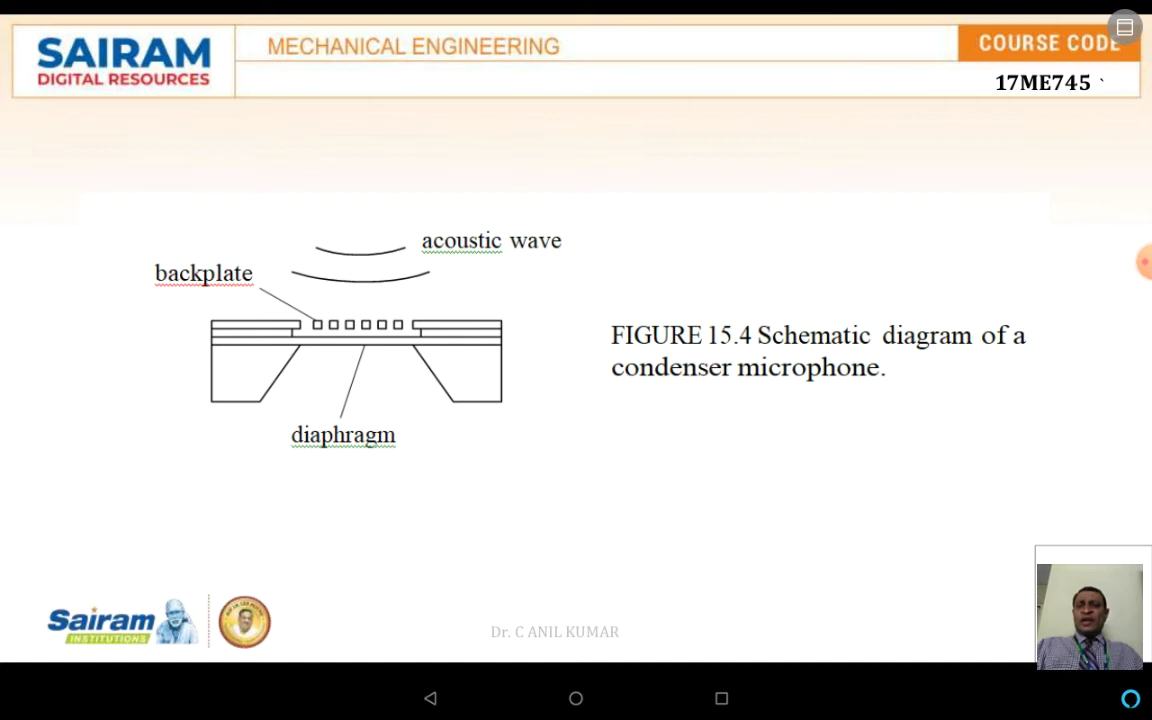 SAIRAM
DIGITAL RESOURCES
MECHANICAL ENGINEERING
COURSE CODE
17ME745 `
acoustic wave
backplate
FIGURE 15.4 Schematic diagram of a
condenser microphone.
diaphragm
Sairam
INSTITUTIONS
Dr. C ANIL KUMAR